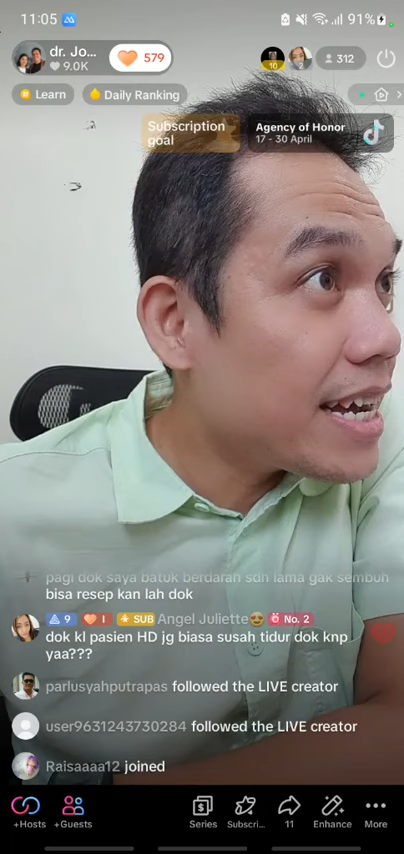 11:05
91%
dr. Jo...
9.0K
579
10
2
312
Learn
Daily Ranking
Subscription
goal
Agency of Honor
17 - 30 April
pagi dok saya batuk berdarah sdh lama gak sembuh
bisa resep kan lah dok
9 1 SUB Angel Juliette No. 2
dok kl pasien HD jg biasa susah tidur dok knp
yaa???
parlusyahputrapas followed the LIVE creator
user9631243730284 followed the LIVE creator
Raisaaaa12 joined
+Hosts
+Guests
Series
Subscri...
11
Enhance
More